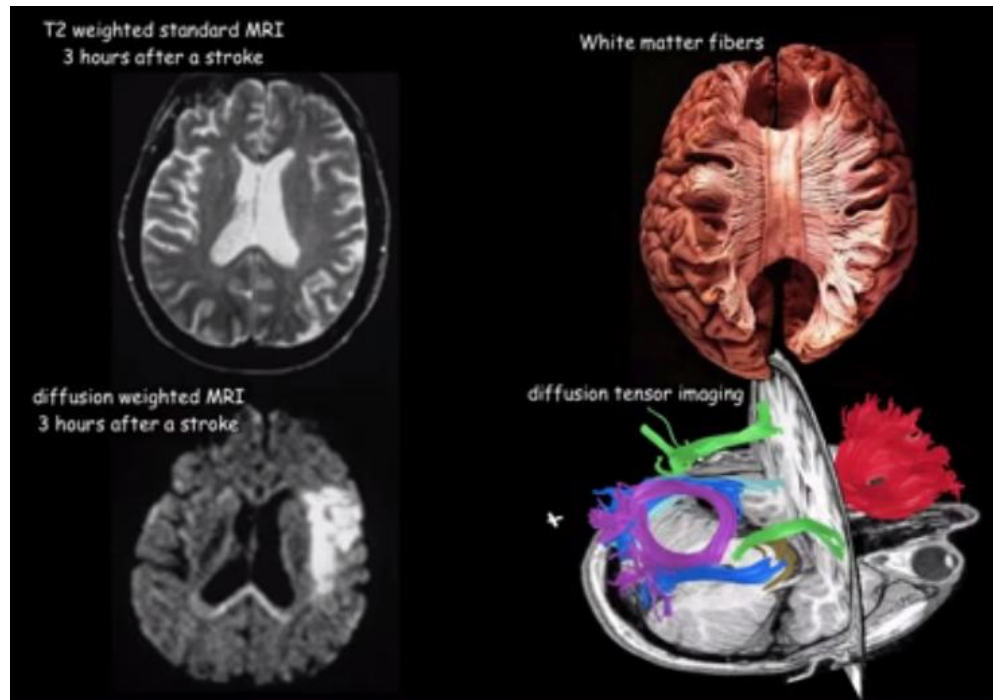 T2 weighted standard MRI
3 hours after a stroke
White matter fibers
diffusion weighted MRI
3 hours after a stroke
diffusion tensor imaging